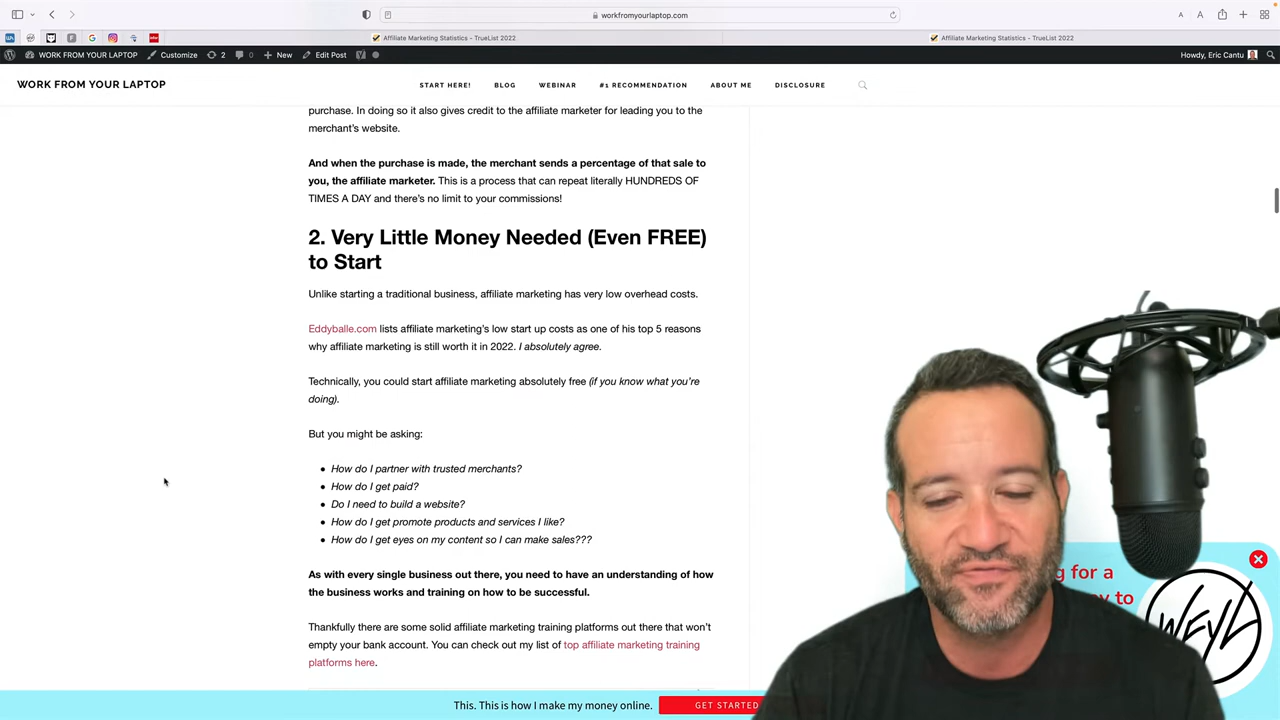 workfromyourlaptop.com
A A
Affiliate Marketing Statistics - TrueList 2022
Affiliate Marketing Statistics - TrueList 2022
WORK FROM YOUR LAPTOP
Customize
2
0
New
Edit Post
Howdy, Eric Cantu
WORK FROM YOUR LAPTOP
START HERE!
BLOG
WEBINAR
#1 RECOMMENDATION
ABOUT ME
DISCLOSURE
purchase. In doing so it also gives credit to the affiliate marketer for leading you to the
merchant's website.
And when the purchase is made, the merchant sends a percentage of that sale to
you, the affiliate marketer. This is a process that can repeat literally HUNDREDS OF
TIMES A DAY and there's no limit to your commissions!
2. Very Little Money Needed (Even FREE)
to Start
Unlike starting a traditional business, affiliate marketing has very low overhead costs.
Eddyballe.com lists affiliate marketing's low start up costs as one of his top 5 reasons
why affiliate marketing is still worth it in 2022. I absolutely agree.
Technically, you could start affiliate marketing absolutely free (if you know what you're
doing).
But you might be asking:
• How do I partner with trusted merchants?
• How do I get paid?
• Do I need to build a website?
• How do I get promote products and services I like?
• How do I get eyes on my content so I can make sales???
As with every single business out there, you need to have an understanding of how
the business works and training on how to be successful.
Thankfully there are some solid affiliate marketing training platforms out there that won't
empty your bank account. You can check out my list of top affiliate marketing training
platforms here.
g for a
to
WFYL
This. This is how I make my money online.
GET STARTED